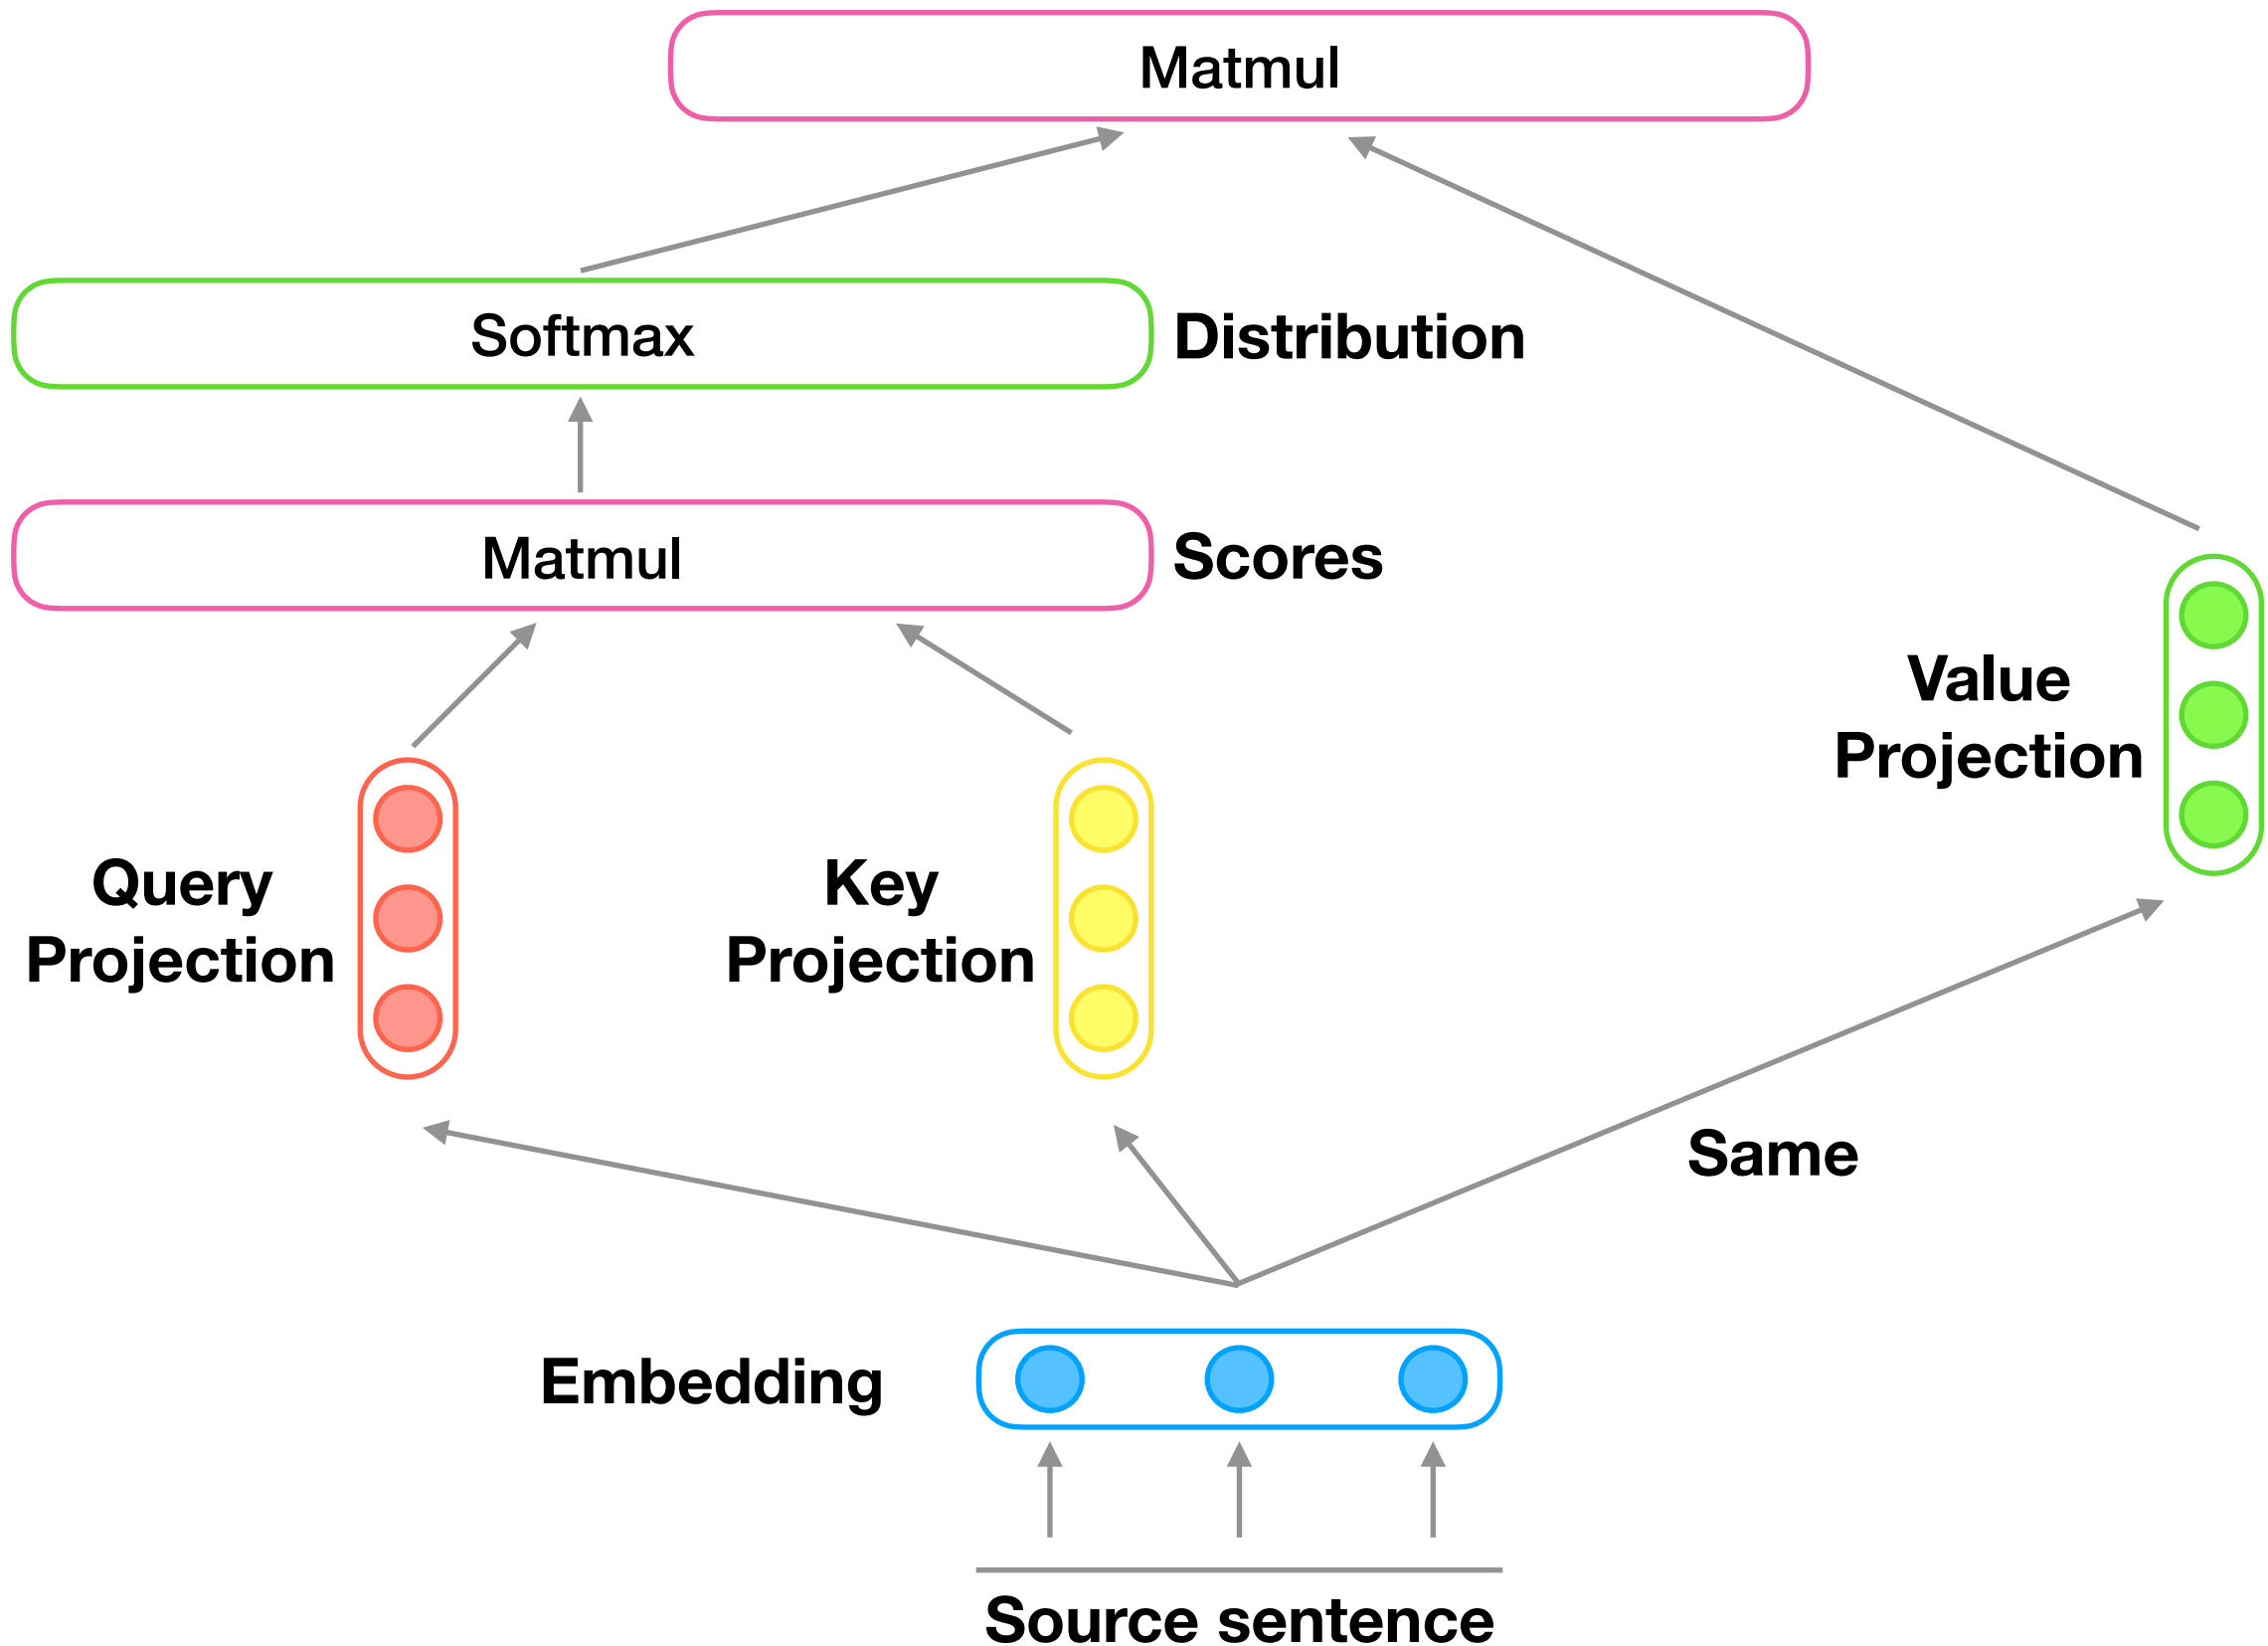 Matmul
Softmax
Distribution
Matmul
Scores
Value
Projection
Query
Projection
Key
Projection
Same
Embedding
Source sentence